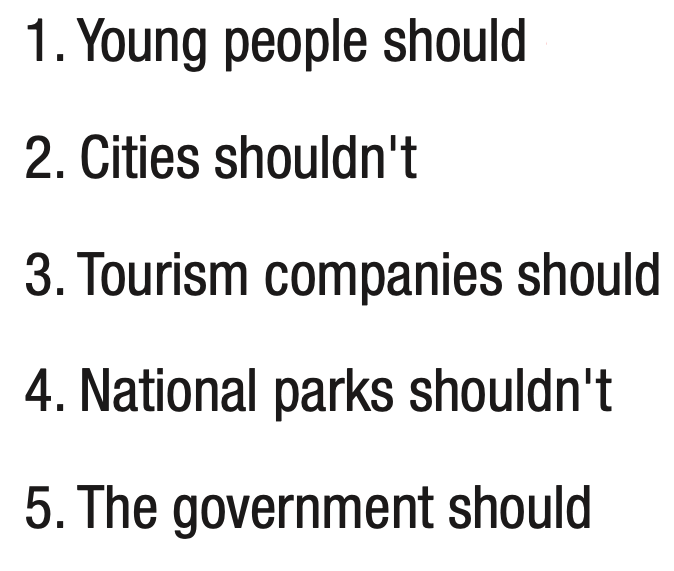 1. Young people should
2. Cities shouldn't
3. Tourism companies should
4. National parks shouldn't
5. The government should